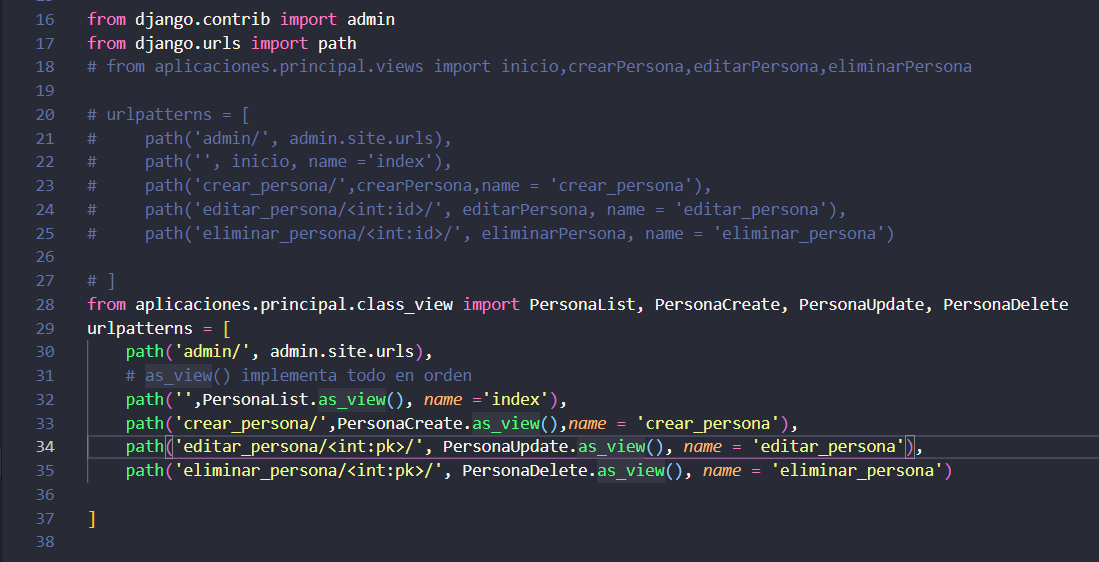 16 from django.contrib import admin
17 from django.urls import path
18 # from aplicaciones.principal.views import inicio,crearPersona,editarPersona,eliminarPersona
19
20 # urlpatterns = [
21 #     path('admin/', admin.site.urls),
22 #     path('', inicio, name ='index'),
23 #     path('crear_persona/',crearPersona,name = 'crear_persona'),
24 #     path('editar_persona/<int:id>/', editarPersona, name = 'editar_persona'),
25 #     path('eliminar_persona/<int:id>/', eliminarPersona, name = 'eliminar_persona')
26
27 # ]
28 from aplicaciones.principal.class_view import PersonaList, PersonaCreate, PersonaUpdate, PersonaDelete
29 urlpatterns = [
30     path('admin/', admin.site.urls),
31     # as_view() implementa todo en orden
32     path('',PersonaList.as_view(), name ='index'),
33     path('crear_persona/',PersonaCreate.as_view(),name = 'crear_persona'),
34     path('editar_persona/<int:pk>/', PersonaUpdate.as_view(), name = 'editar_persona'),
35     path('eliminar_persona/<int:pk>/', PersonaDelete.as_view(), name = 'eliminar_persona')
36
37 ]
38